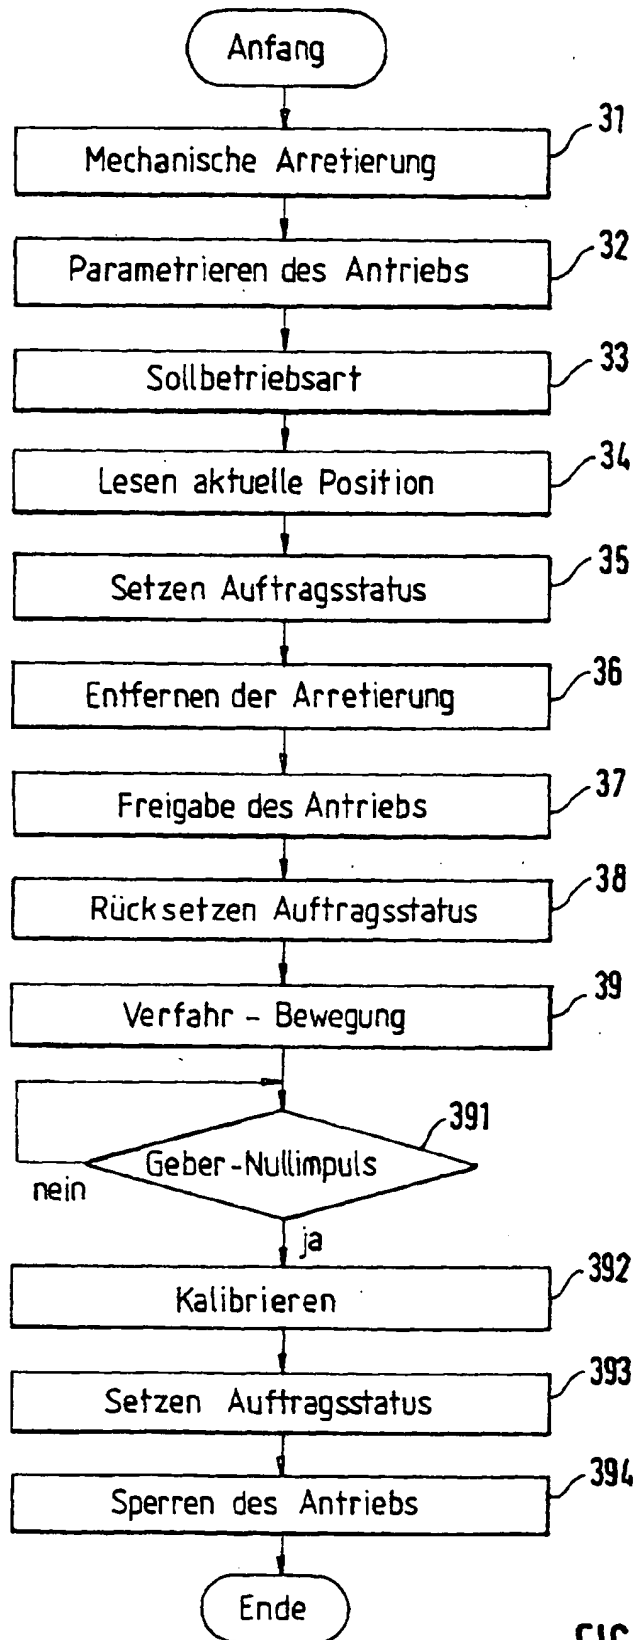 Anfang
31
Mechanische Arretierung
32
Parametrieren des Antriebs
33
Sollbetriebsart
34
Lesen aktuelle Position
35
Setzen Auftragsstatus
36
Entfernen der Arretierung
37
Freigabe des Antriebs
38
Rücksetzen Auftragsstatus
39
Verfahr - Bewegung
391
Geber-Nullimpuls
nein
ja
392
Kalibrieren
393
Setzen Auftragsstatus
394
Sperren des Antriebs
Ende